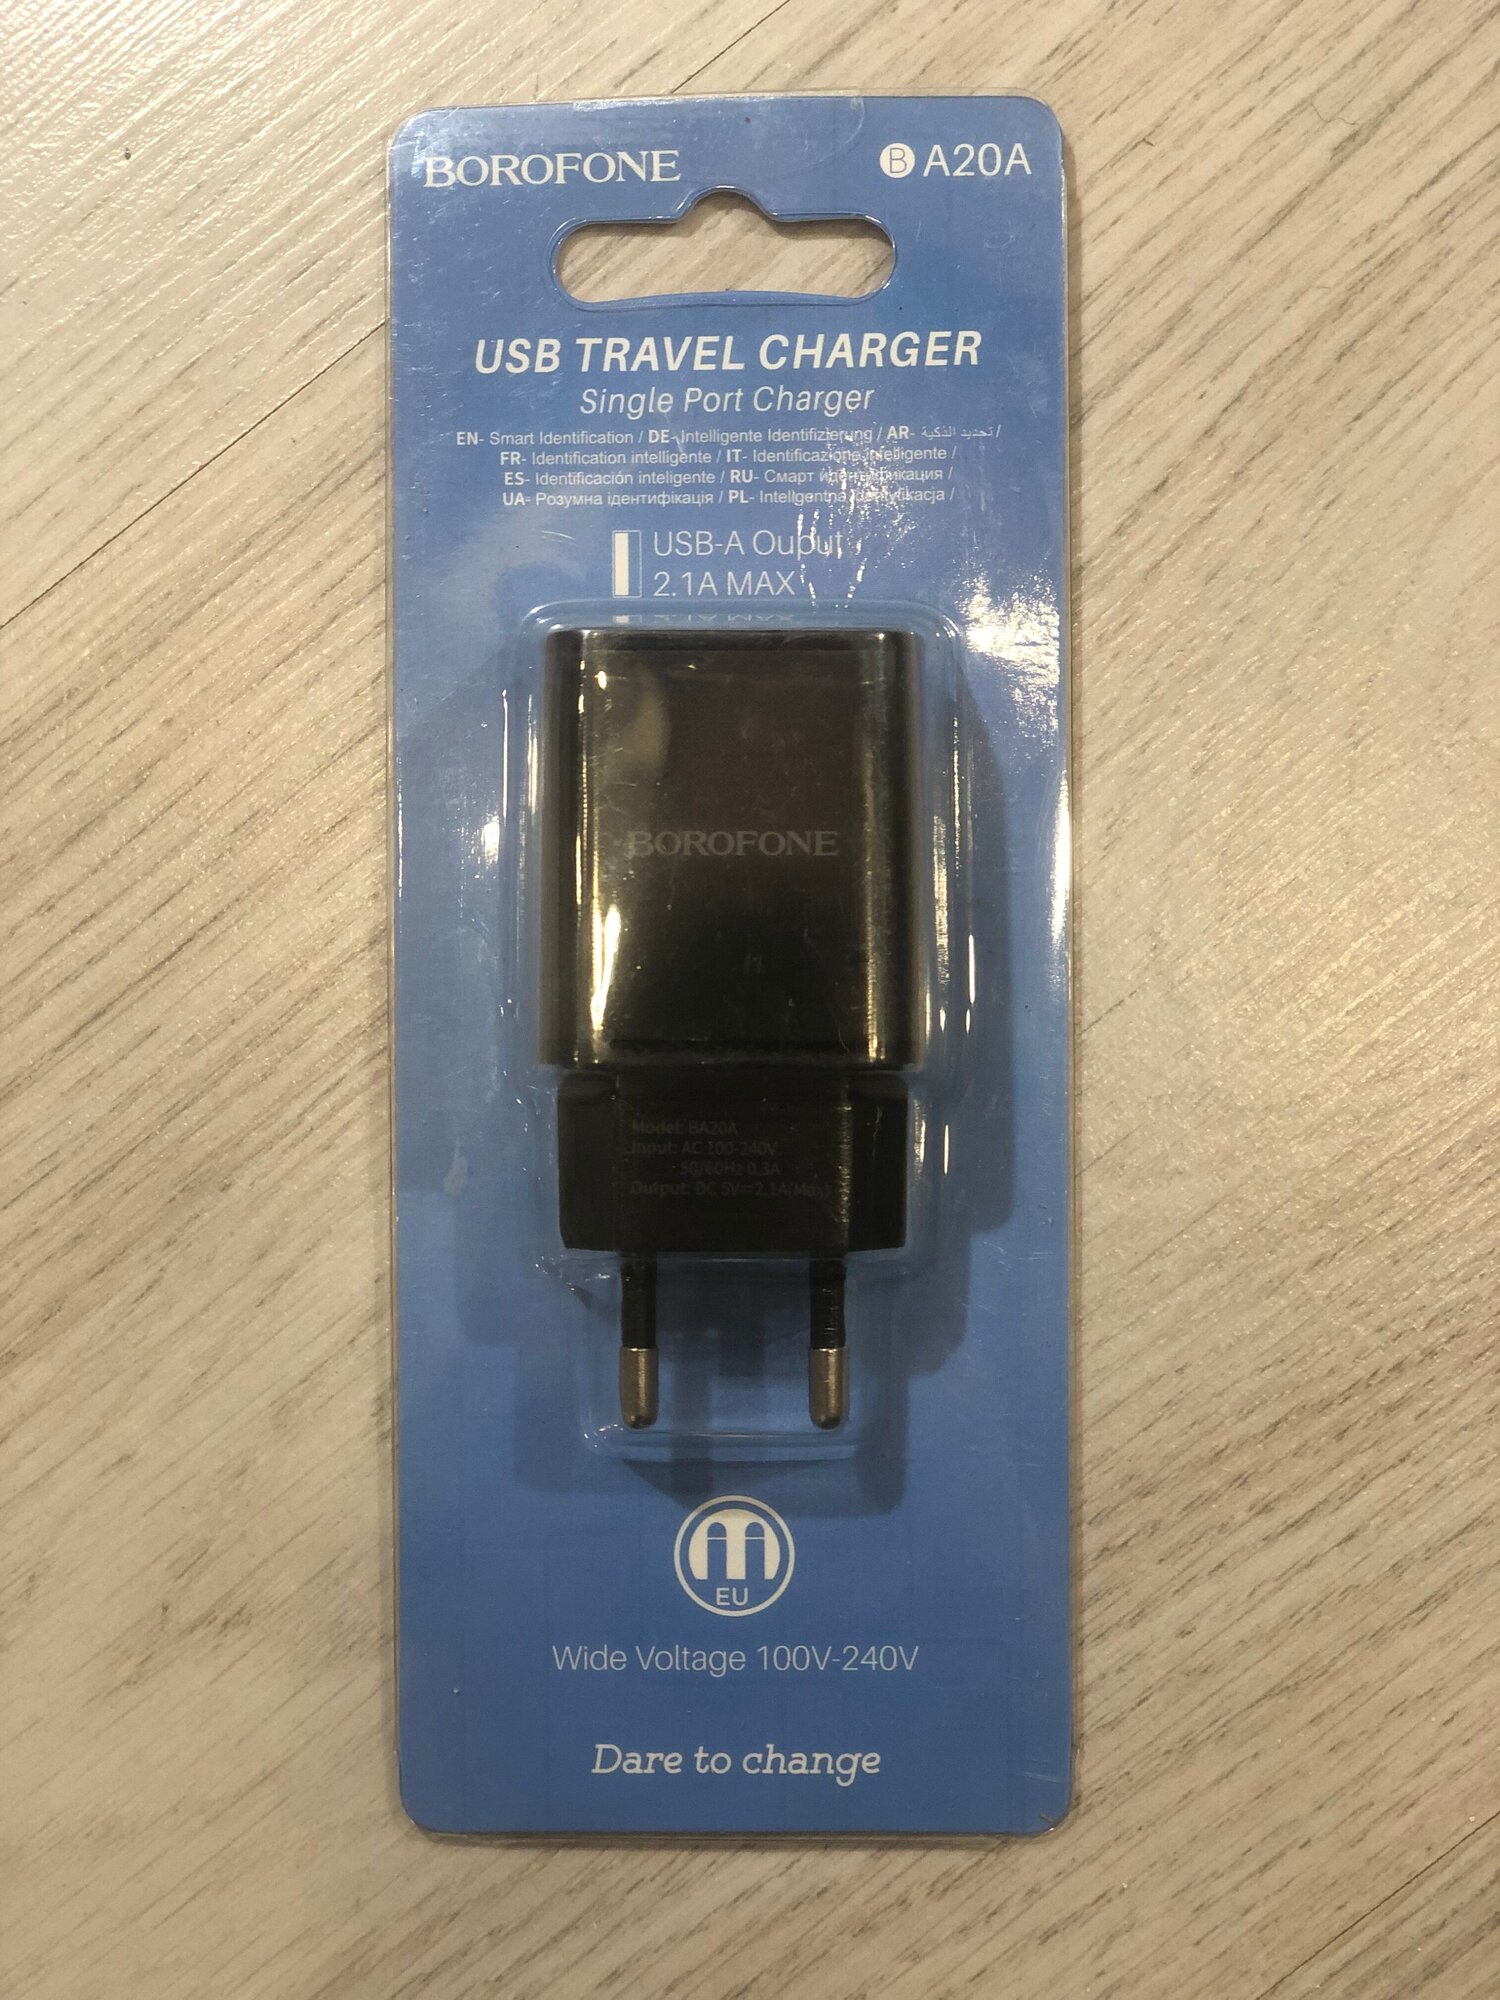 BOROFONE
B A20A
USB TRAVEL CHARGER
Single Port Charger
EN- Smart Identification / DE- Intelligente Identifizierung / AR- تحديد الذكية /
FR- Identification intelligente / IT- Identificazione intelligente /
ES- Identificación inteligente / RU- Смарт идентификация /
UA- Розумна ідентифікація / PL- Inteligentna identyfikacja /
USB-A Ouput
2.1A MAX
BOROFONE
Model: BA20A
Input: AC 100-240V
50/60Hz 0.3A
Output: DC 5V⎓2.1A(Max)
EU
Wide Voltage 100V-240V
Dare to change